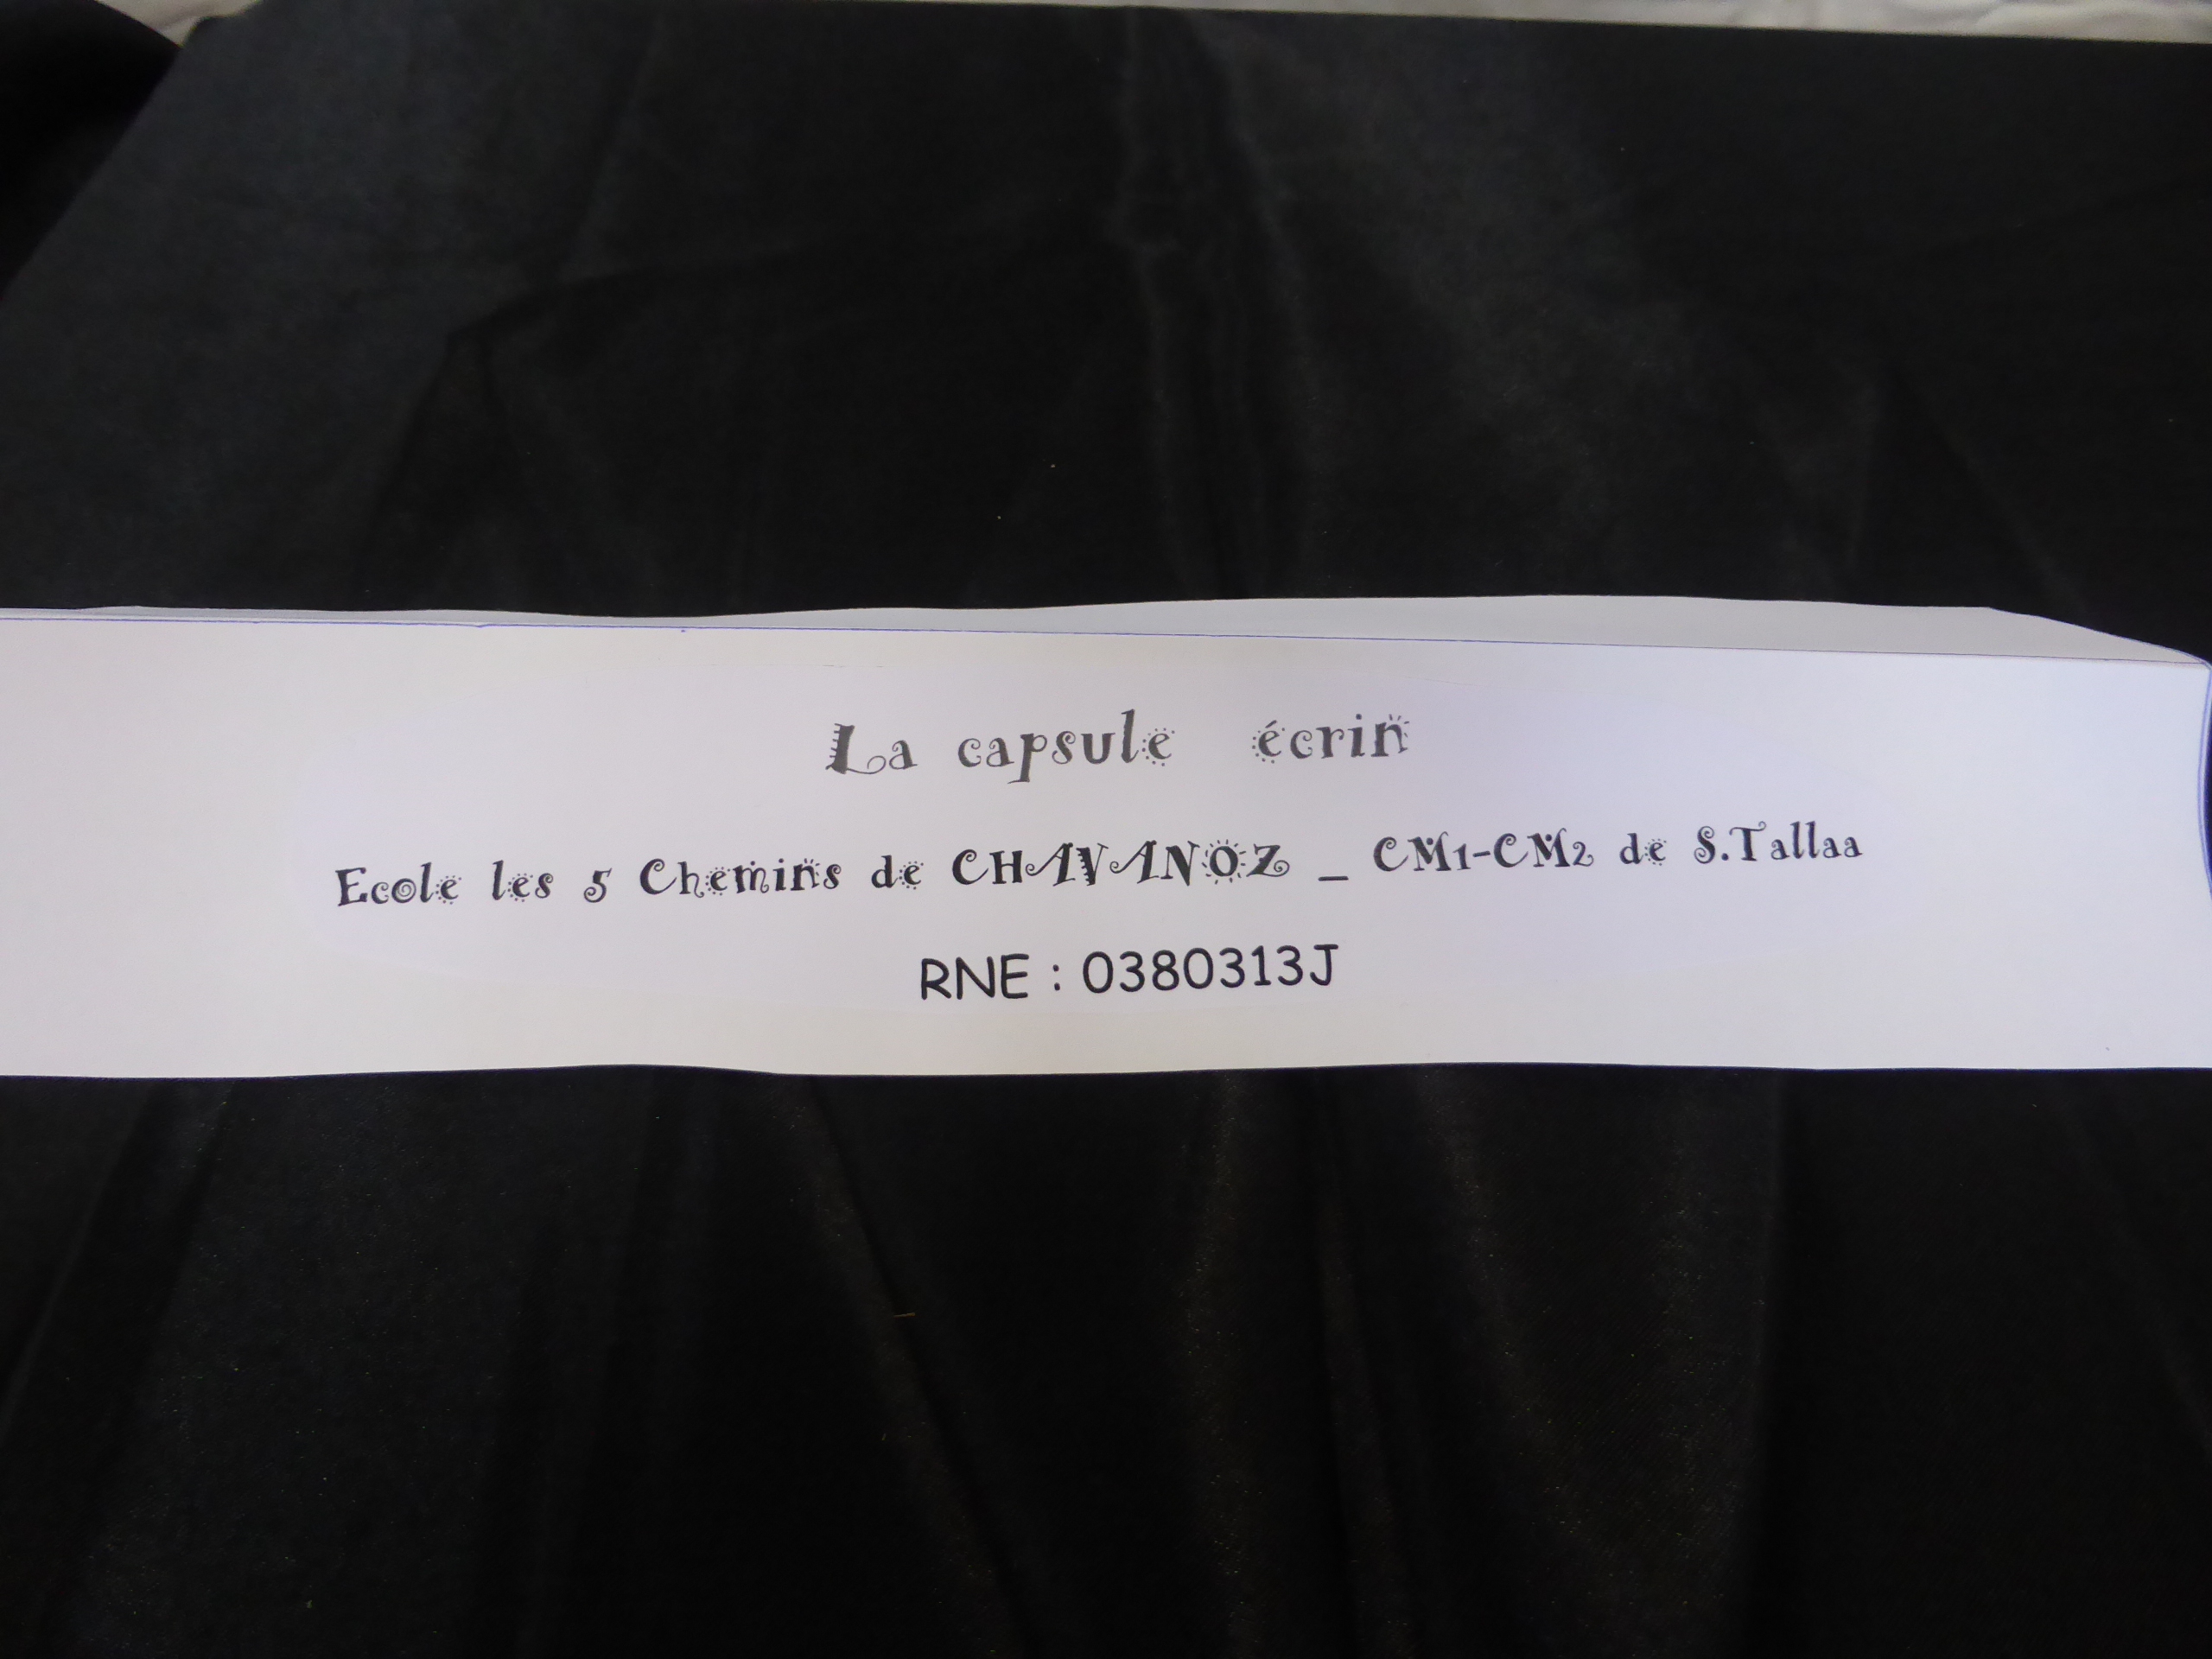 La capsule écrin
Ecole les 5 Chemins de CHAVANOZ _ CM1-CM2 de S.Tallaa
RNE : 0380313J